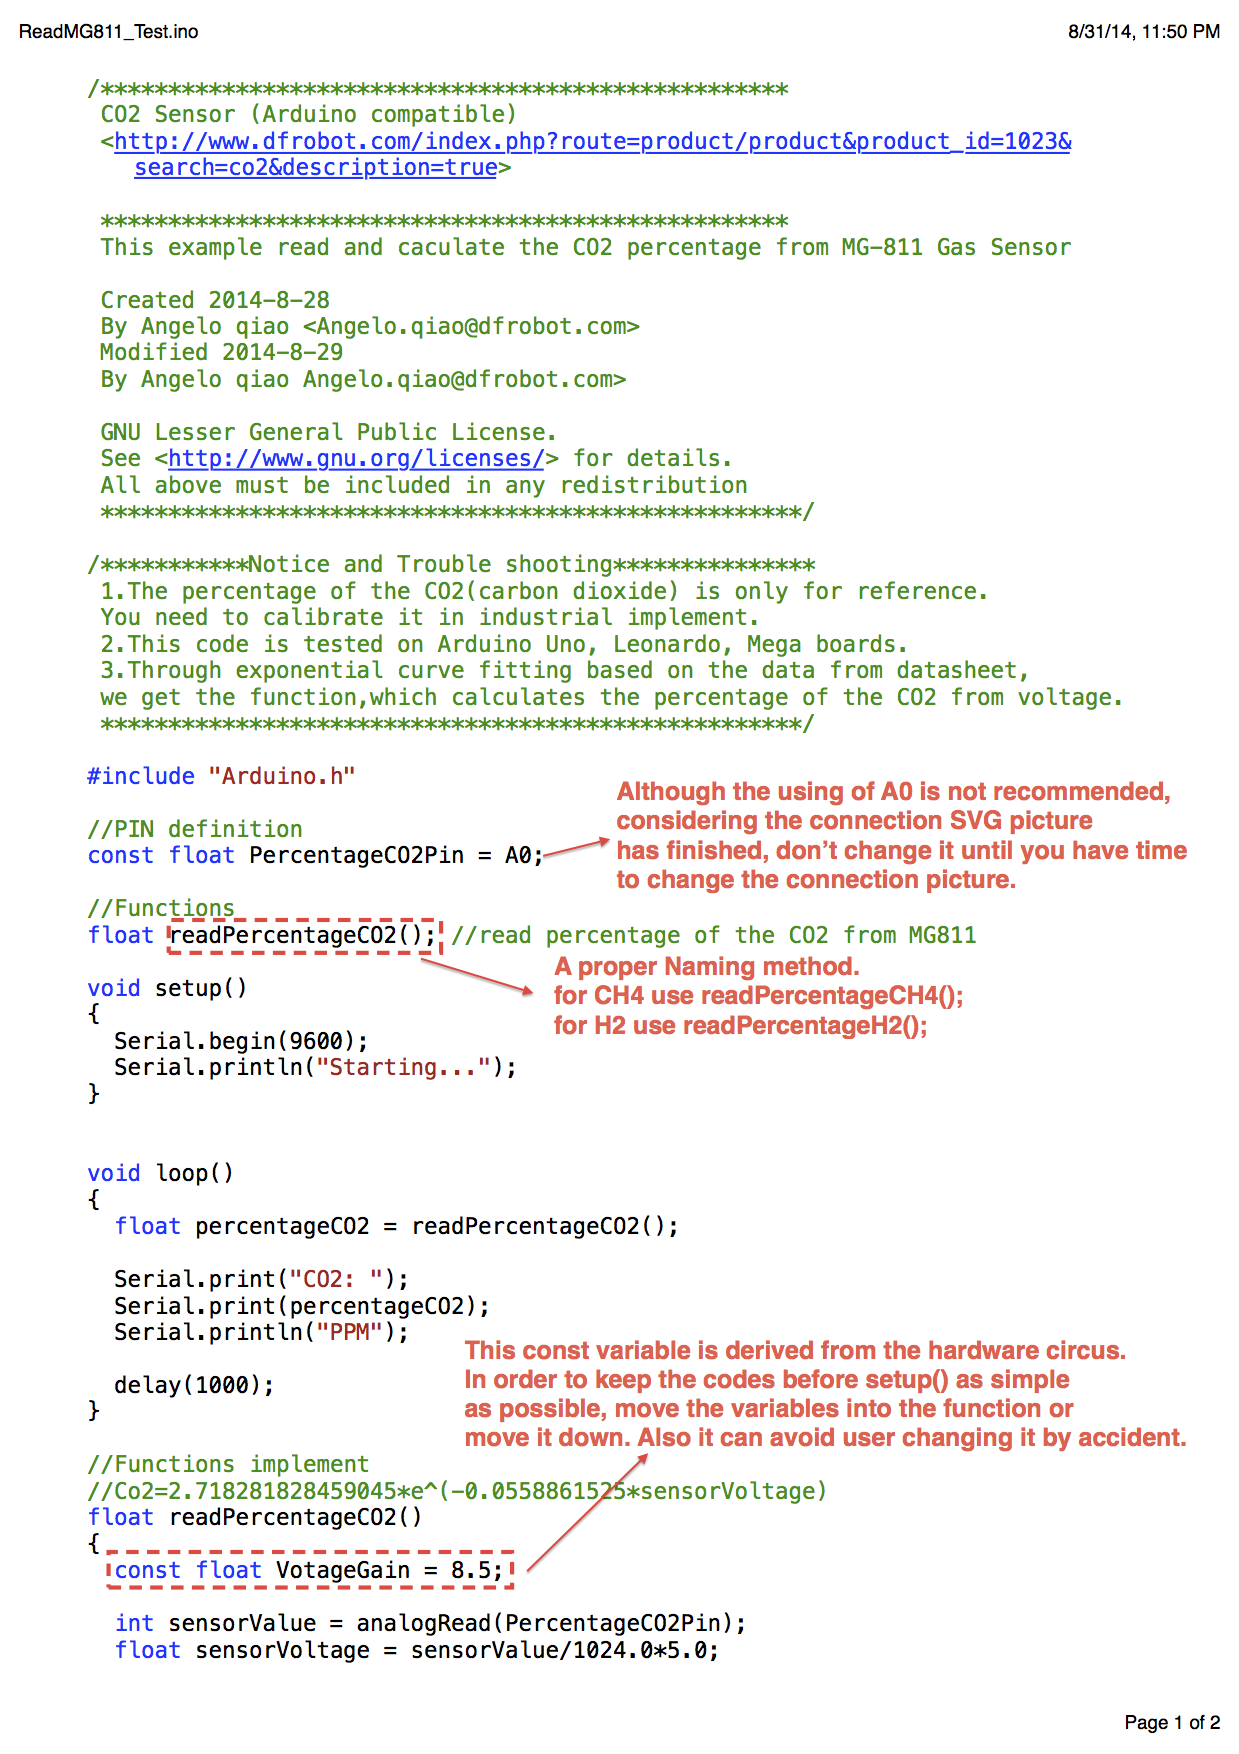 ReadMG811_Test.ino 8/31/14, 11:50 PM
/***************************************************
CO2 Sensor (Arduino compatible)
<http://www.dfrobot.com/index.php?route=product/product&product_id=1023&
search=co2&description=true>
***************************************************
This example read and caculate the CO2 percentage from MG-811 Gas Sensor
Created 2014-8-28
By Angelo qiao <Angelo.qiao@dfrobot.com>
Modified 2014-8-29
By Angelo qiao Angelo.qiao@dfrobot.com>
GNU Lesser General Public License.
See <http://www.gnu.org/licenses/> for details.
All above must be included in any redistribution
****************************************************/
/***********Notice and Trouble shooting***************
1.The percentage of the CO2(carbon dioxide) is only for reference.
You need to calibrate it in industrial implement.
2.This code is tested on Arduino Uno, Leonardo, Mega boards.
3.Through exponential curve fitting based on the data from datasheet,
we get the function,which calculates the percentage of the CO2 from voltage.
****************************************************/
#include "Arduino.h"
Although the using of A0 is not recommended,
considering the connection SVG picture
has finished, don't change it until you have time
to change the connection picture.
//PIN definition
const float PercentageCO2Pin = A0;
//Functions
float readPercentageCO2(); //read percentage of the CO2 from MG811
A proper Naming method.
for CH4 use readPercentageCH4();
for H2 use readPercentageH2();
void setup()
{
Serial.begin(9600);
Serial.println("Starting...");
}
void loop()
{
float percentageCO2 = readPercentageCO2();
Serial.print("CO2: ");
Serial.print(percentageCO2);
Serial.println("PPM");
delay(1000);
}
This const variable is derived from the hardware circus.
In order to keep the codes before setup() as simple
as possible, move the variables into the function or
move it down. Also it can avoid user changing it by accident.
//Functions implement
//Co2=2.718281828459045*e^(-0.0558861525*sensorVoltage)
float readPercentageCO2()
{
const float VotageGain = 8.5;
int sensorValue = analogRead(PercentageCO2Pin);
float sensorVoltage = sensorValue/1024.0*5.0;
Page 1 of 2